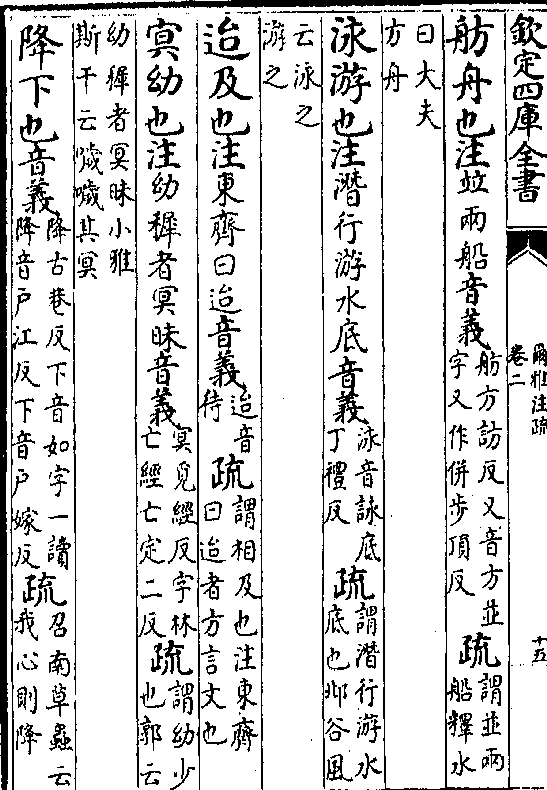 欽定四庫全書
爾雅注疏
卷二
十五
舫舟也注竝兩船音義舫方訪反又音方並字又作併步頂反疏謂並兩船釋水
曰大夫方舟
泳游也注潛行游水底音義泳音詠底丁禮反疏謂潛行游水底也邶谷風
云泳之游之
迨及也注東齊曰迨音義迨音待疏謂相及也注東齊曰迨者方言文也
冥幼也注幼穉者冥昧音義冥覓經反字林亡經亡定二反疏謂幼少也郭云
幼穉者冥昧小雅斯干云噦噦其冥
降下也音義降古巷反下音如字一讀降音户江反下音户嫁反疏召南草蟲云我心則降